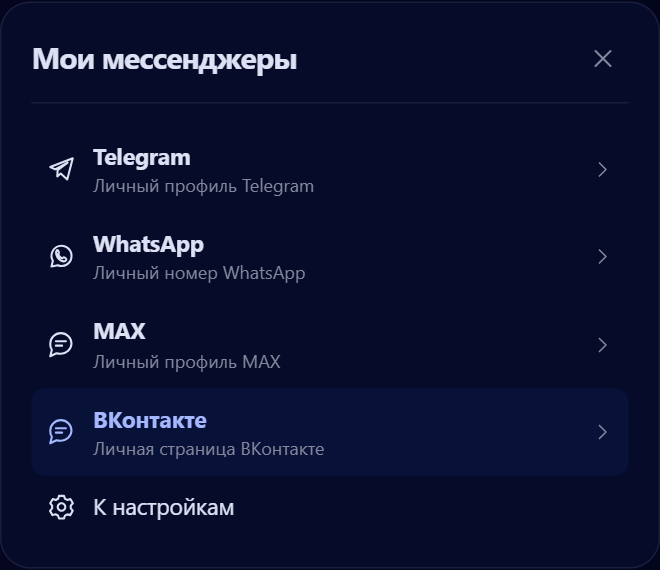 Мои мессенджеры
Telegram
Личный профиль Telegram
WhatsApp
Личный номер WhatsApp
MAX
Личный профиль MAX
ВКонтакте
Личная страница ВКонтакте
К настройкам